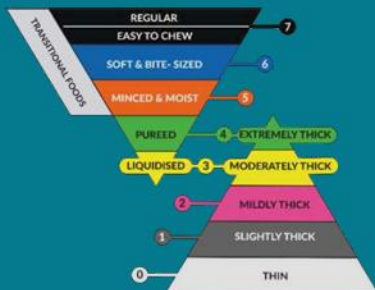 REGULAR
EASY TO CHEW
7
TRANSITIONAL FOODS
SOFT & BITE- SIZED
6
MINCED & MOIST
5
PUREED
4
EXTREMELY THICK
LIQUIDISED
3
MODERATELY THICK
2
MILDLY THICK
1
SLIGHTLY THICK
0
THIN